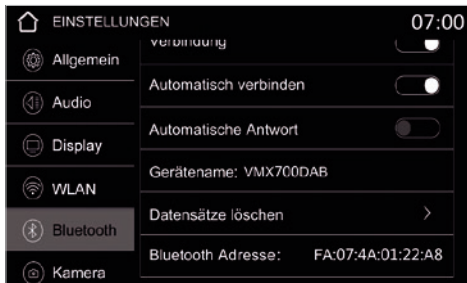 EINSTELLUNGEN 07:00
Allgemein
Audio
Display
WLAN
Bluetooth
Kamera
Verbindung
Automatisch verbinden
Automatische Antwort
Gerätename: VMX700DAB
Datensätze löschen
Bluetooth Adresse: FA:07:4A:01:22:A8